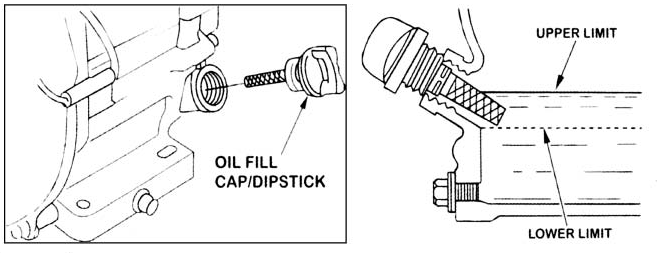 OIL FILL
CAP/DIPSTICK
UPPER LIMIT
LOWER LIMIT